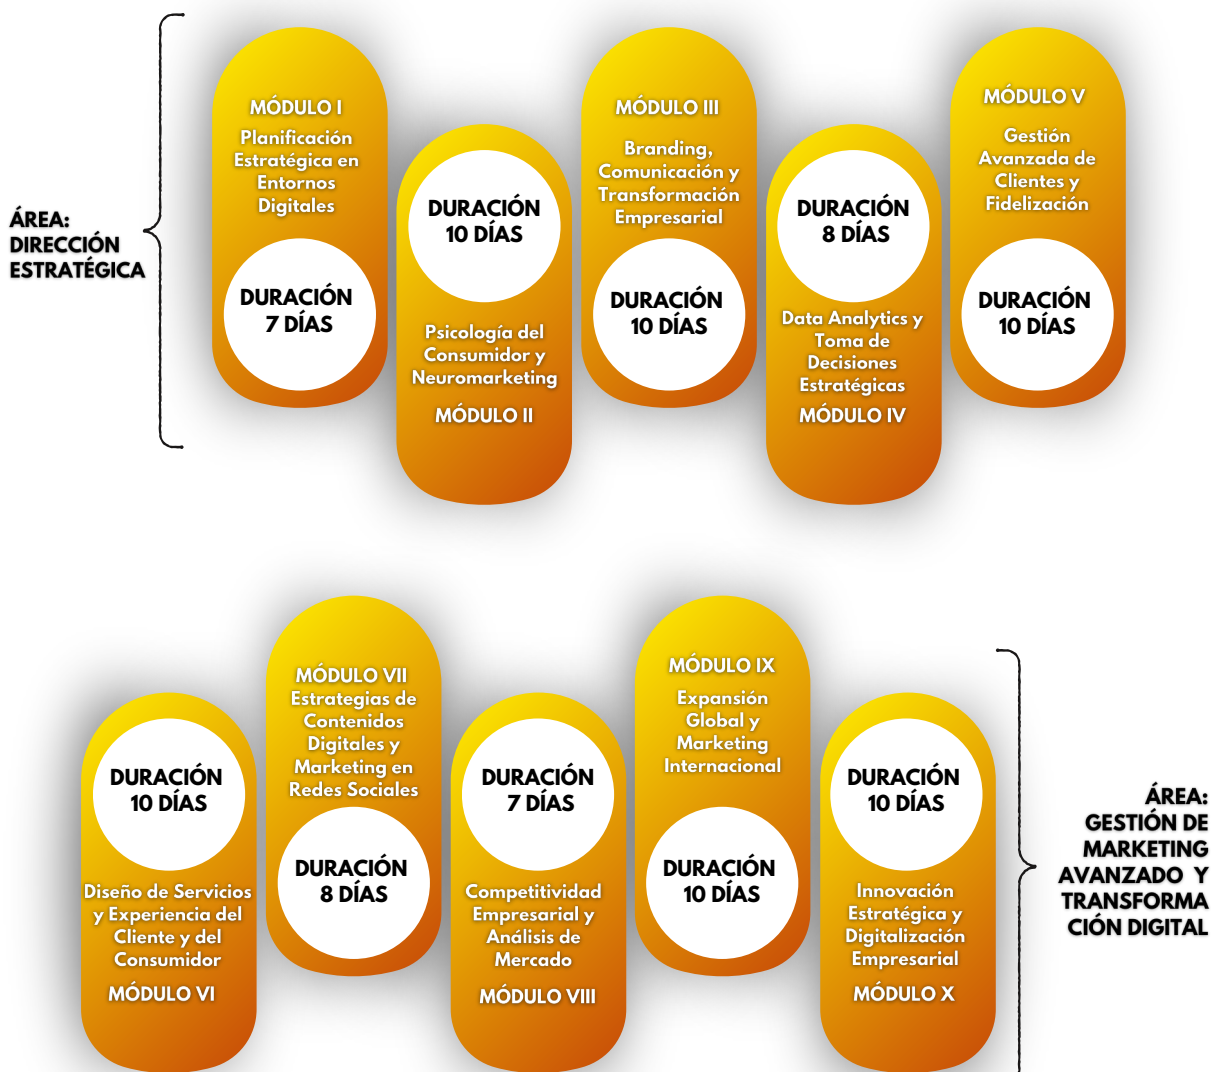 ÁREA:
DIRECCIÓN
ESTRATÉGICA
MÓDULO I
Planificación
Estratégica en
Entornos
Digitales
DURACIÓN
7 DÍAS
DURACIÓN
10 DÍAS
Psicología del
Consumidor y
Neuromarketing
MÓDULO II
MÓDULO III
Branding,
Comunicación y
Transformación
Empresarial
DURACIÓN
10 DÍAS
DURACIÓN
8 DÍAS
Data Analytics y
Toma de
Decisiones
Estratégicas
MÓDULO IV
MÓDULO V
Gestión
Avanzada de
Clientes y
Fidelización
DURACIÓN
10 DÍAS
DURACIÓN
10 DÍAS
Diseño de Servicios
y Experiencia del
Cliente y del
Consumidor
MÓDULO VI
MÓDULO VII
Estrategias de
Contenidos
Digitales y
Marketing en
Redes Sociales
DURACIÓN
8 DÍAS
DURACIÓN
7 DÍAS
Competitividad
Empresarial y
Análisis de
Mercado
MÓDULO VIII
MÓDULO IX
Expansión
Global y
Marketing
Internacional
DURACIÓN
10 DÍAS
DURACIÓN
10 DÍAS
Innovación
Estratégica y
Digitalización
Empresarial
MÓDULO X
ÁREA:
GESTIÓN DE
MARKETING
AVANZADO Y
TRANSFORMA
CIÓN DIGITAL